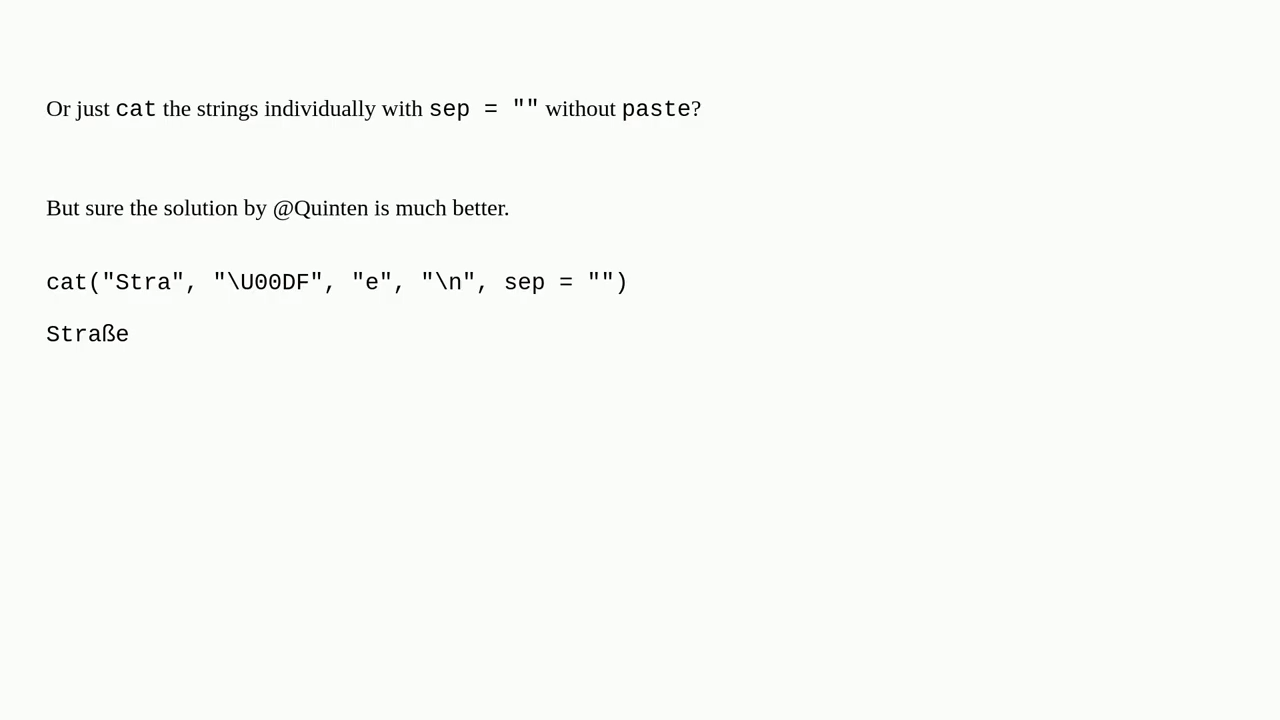 Or just cat the strings individually with sep = "" without paste?
But sure the solution by @Quinten is much better.
cat("Stra", "\U00DF", "e", "\n", sep = "")
Straße